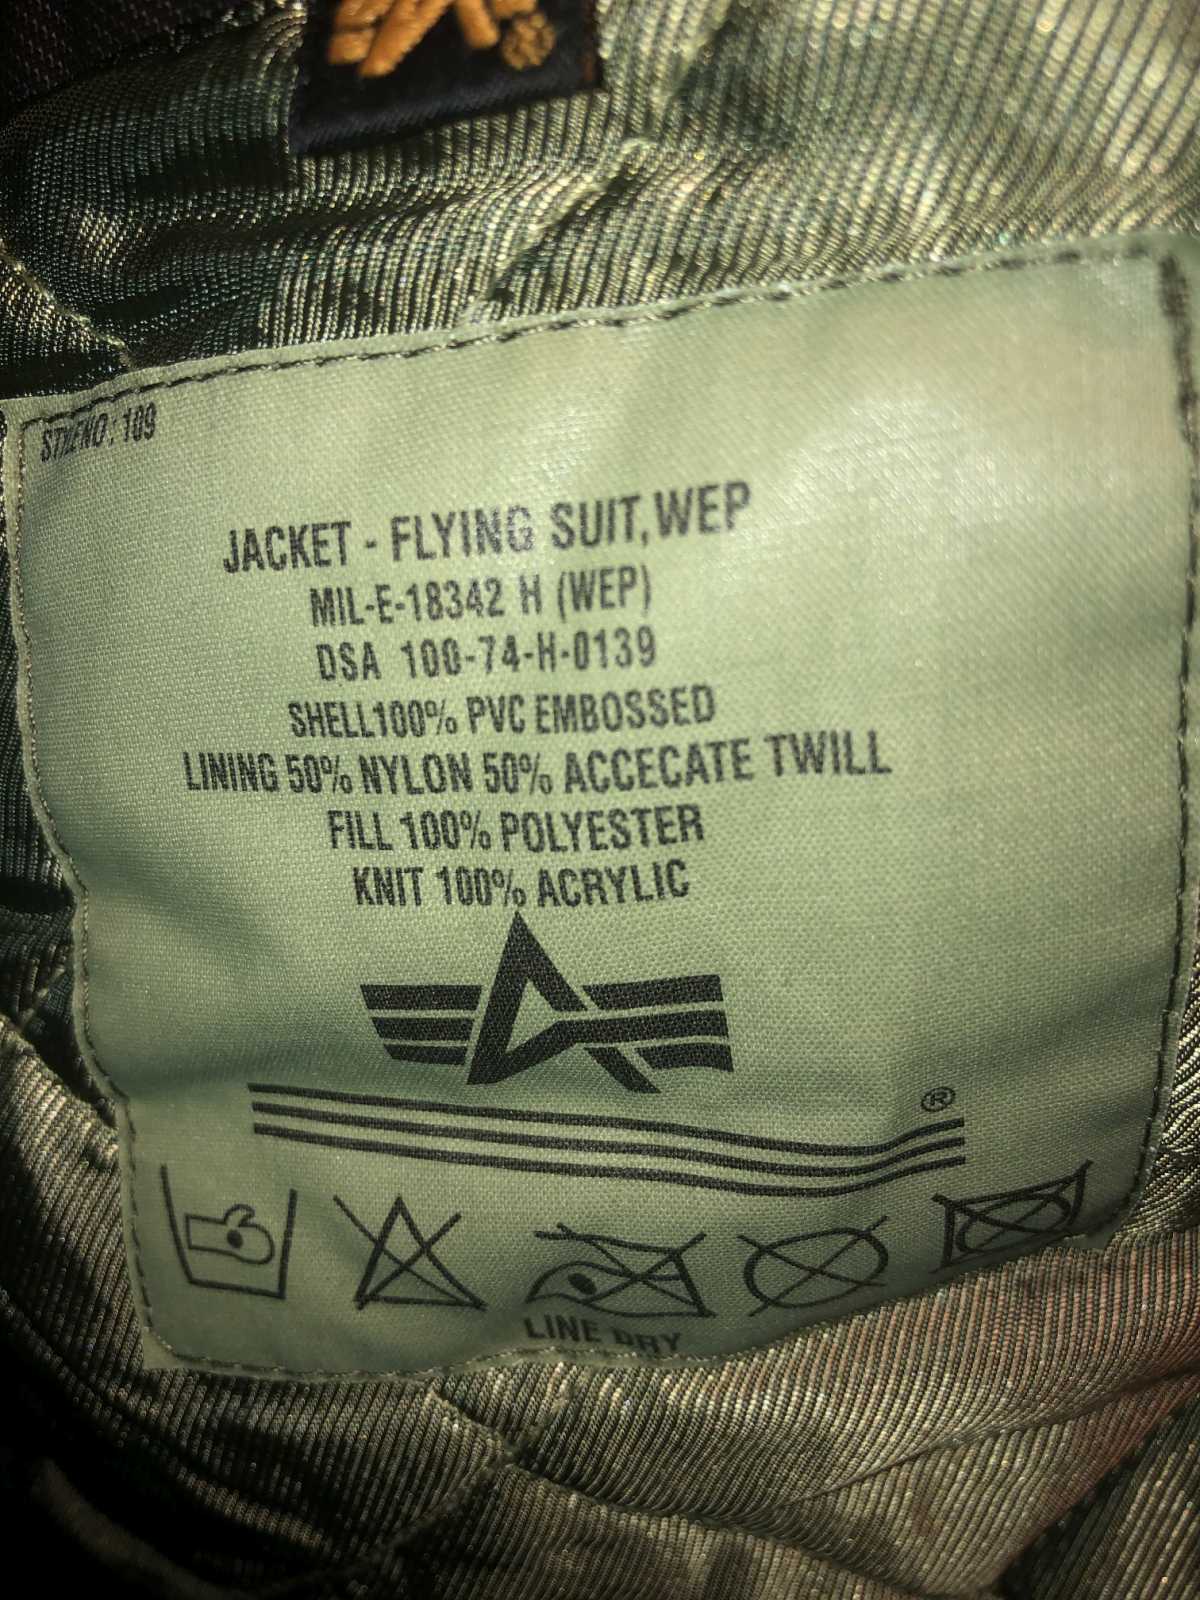 STYLE NO: 109
JACKET - FLYING SUIT, WEP
MIL-E-18342 H (WEP)
DSA 100-74-H-0139
SHELL100% PVC EMBOSSED
LINING 50% NYLON 50% ACCECATE TWILL
FILL 100% POLYESTER
KNIT 100% ACRYLIC
®
LINE DRY